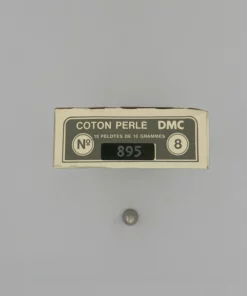 COTON PERLE DMC
10 PELOTES DE 10 GRAMMES
Nº 895 8